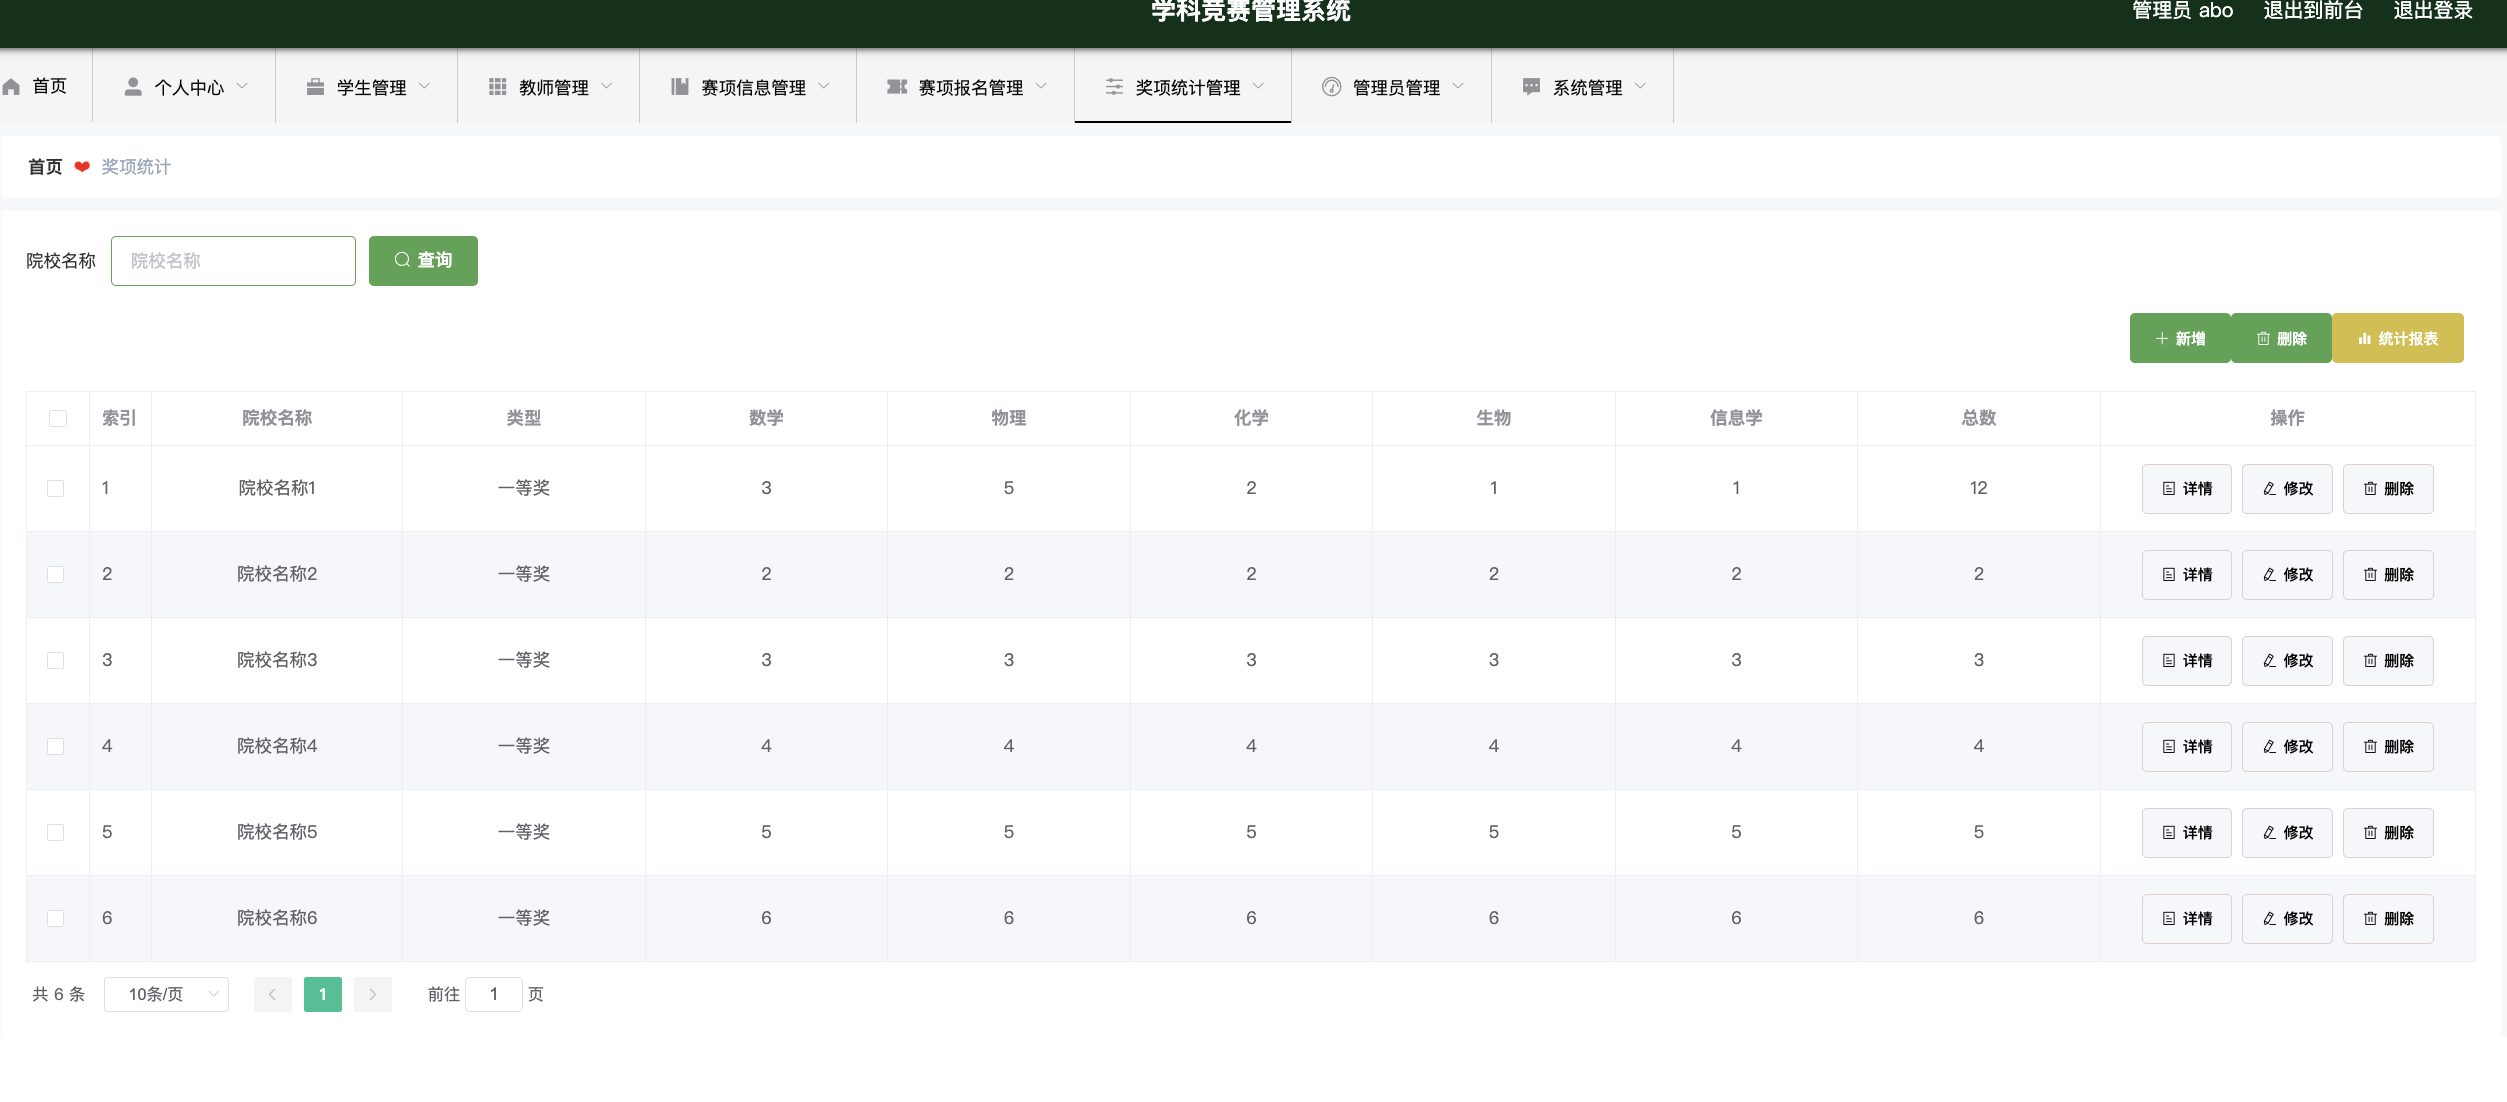 学科竞赛管理系统 管理员 abo 退出到前台 退出登录
首页 个人中心 学生管理 教师管理 赛项信息管理 赛项报名管理 奖项统计管理 管理员管理 系统管理
首页 奖项统计
院校名称 院校名称 查询
新增 删除 统计报表
索引 院校名称 类型 数学 物理 化学 生物 信息学 总数 操作
1 院校名称1 一等奖 3 5 2 1 1 12 详情 修改 删除
2 院校名称2 一等奖 2 2 2 2 2 2 详情 修改 删除
3 院校名称3 一等奖 3 3 3 3 3 3 详情 修改 删除
4 院校名称4 一等奖 4 4 4 4 4 4 详情 修改 删除
5 院校名称5 一等奖 5 5 5 5 5 5 详情 修改 删除
6 院校名称6 一等奖 6 6 6 6 6 6 详情 修改 删除
共 6 条 10条/页 1 前往 1 页